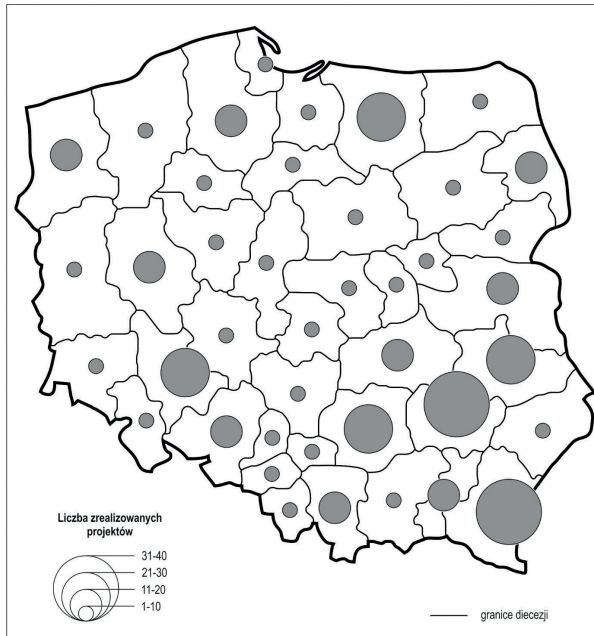 Liczba zrealizowanych
projektów
31-40
21-30
11-20
1-10
granice diecezji